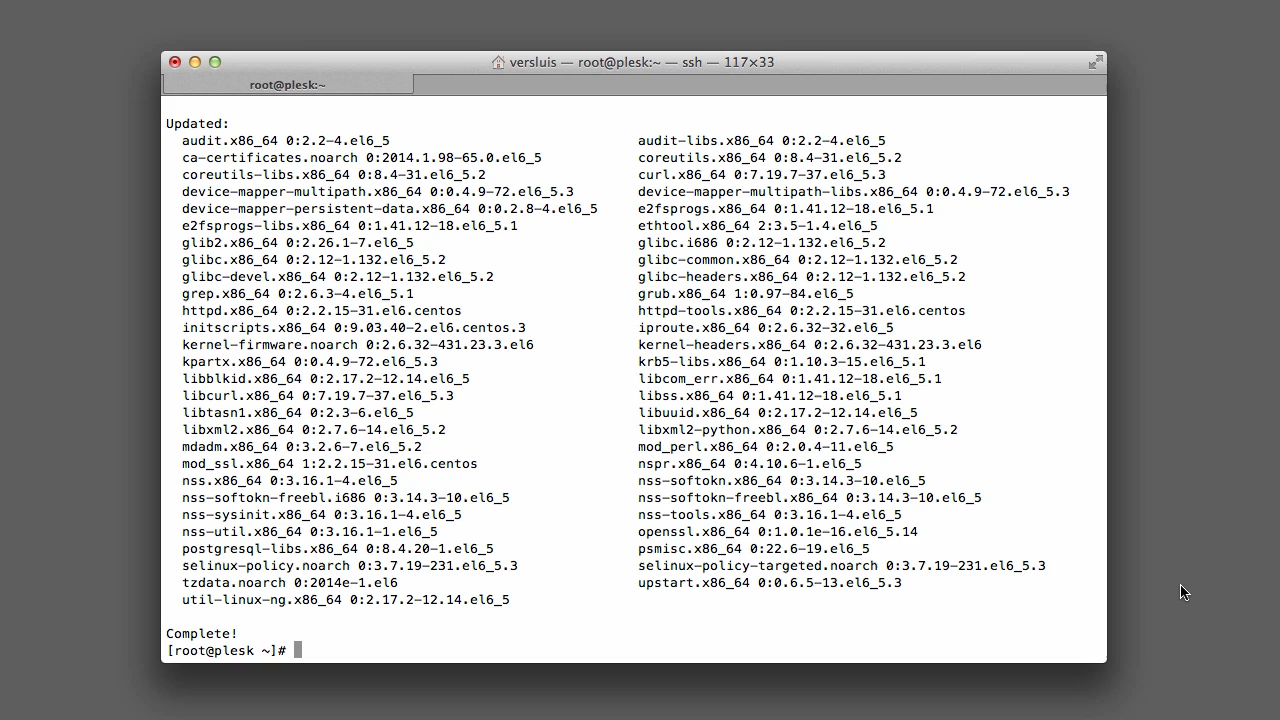 versluis — root@plesk:~ — ssh — 117×33
root@plesk:~
Updated:
audit.x86_64 0:2.2-4.el6_5 audit-libs.x86_64 0:2.2-4.el6_5
ca-certificates.noarch 0:2014.1.98-65.0.el6_5 coreutils.x86_64 0:8.4-31.el6_5.2
coreutils-libs.x86_64 0:8.4-31.el6_5.2 curl.x86_64 0:7.19.7-37.el6_5.3
device-mapper-multipath.x86_64 0:0.4.9-72.el6_5.3 device-mapper-multipath-libs.x86_64 0:0.4.9-72.el6_5.3
device-mapper-persistent-data.x86_64 0:0.2.8-4.el6_5 e2fsprogs.x86_64 0:1.41.12-18.el6_5.1
e2fsprogs-libs.x86_64 0:1.41.12-18.el6_5.1 ethtool.x86_64 2:3.5-1.4.el6_5
glib2.x86_64 0:2.26.1-7.el6_5 glibc.i686 0:2.12-1.132.el6_5.2
glibc.x86_64 0:2.12-1.132.el6_5.2 glibc-common.x86_64 0:2.12-1.132.el6_5.2
glibc-devel.x86_64 0:2.12-1.132.el6_5.2 glibc-headers.x86_64 0:2.12-1.132.el6_5.2
grep.x86_64 0:2.6.3-4.el6_5.1 grub.x86_64 1:0.97-84.el6_5
httpd.x86_64 0:2.2.15-31.el6.centos httpd-tools.x86_64 0:2.2.15-31.el6.centos
initscripts.x86_64 0:9.03.40-2.el6.centos.3 iproute.x86_64 0:2.6.32-32.el6_5
kernel-firmware.noarch 0:2.6.32-431.23.3.el6 kernel-headers.x86_64 0:2.6.32-431.23.3.el6
kpartx.x86_64 0:0.4.9-72.el6_5.3 krb5-libs.x86_64 0:1.10.3-15.el6_5.1
libblkid.x86_64 0:2.17.2-12.14.el6_5 libcom_err.x86_64 0:1.41.12-18.el6_5.1
libcurl.x86_64 0:7.19.7-37.el6_5.3 libss.x86_64 0:1.41.12-18.el6_5.1
libtasn1.x86_64 0:2.3-6.el6_5 libuuid.x86_64 0:2.17.2-12.14.el6_5
libxml2.x86_64 0:2.7.6-14.el6_5.2 libxml2-python.x86_64 0:2.7.6-14.el6_5.2
mdadm.x86_64 0:3.2.6-7.el6_5.2 mod_perl.x86_64 0:2.0.4-11.el6_5
mod_ssl.x86_64 1:2.2.15-31.el6.centos nspr.x86_64 0:4.10.6-1.el6_5
nss.x86_64 0:3.16.1-4.el6_5 nss-softokn.x86_64 0:3.14.3-10.el6_5
nss-softokn-freebl.i686 0:3.14.3-10.el6_5 nss-softokn-freebl.x86_64 0:3.14.3-10.el6_5
nss-sysinit.x86_64 0:3.16.1-4.el6_5 nss-tools.x86_64 0:3.16.1-4.el6_5
nss-util.x86_64 0:3.16.1-1.el6_5 openssl.x86_64 0:1.0.1e-16.el6_5.14
postgresql-libs.x86_64 0:8.4.20-1.el6_5 psmisc.x86_64 0:22.6-19.el6_5
selinux-policy.noarch 0:3.7.19-231.el6_5.3 selinux-policy-targeted.noarch 0:3.7.19-231.el6_5.3
tzdata.noarch 0:2014e-1.el6 upstart.x86_64 0:0.6.5-13.el6_5.3
util-linux-ng.x86_64 0:2.17.2-12.14.el6_5
Complete!
[root@plesk ~]#